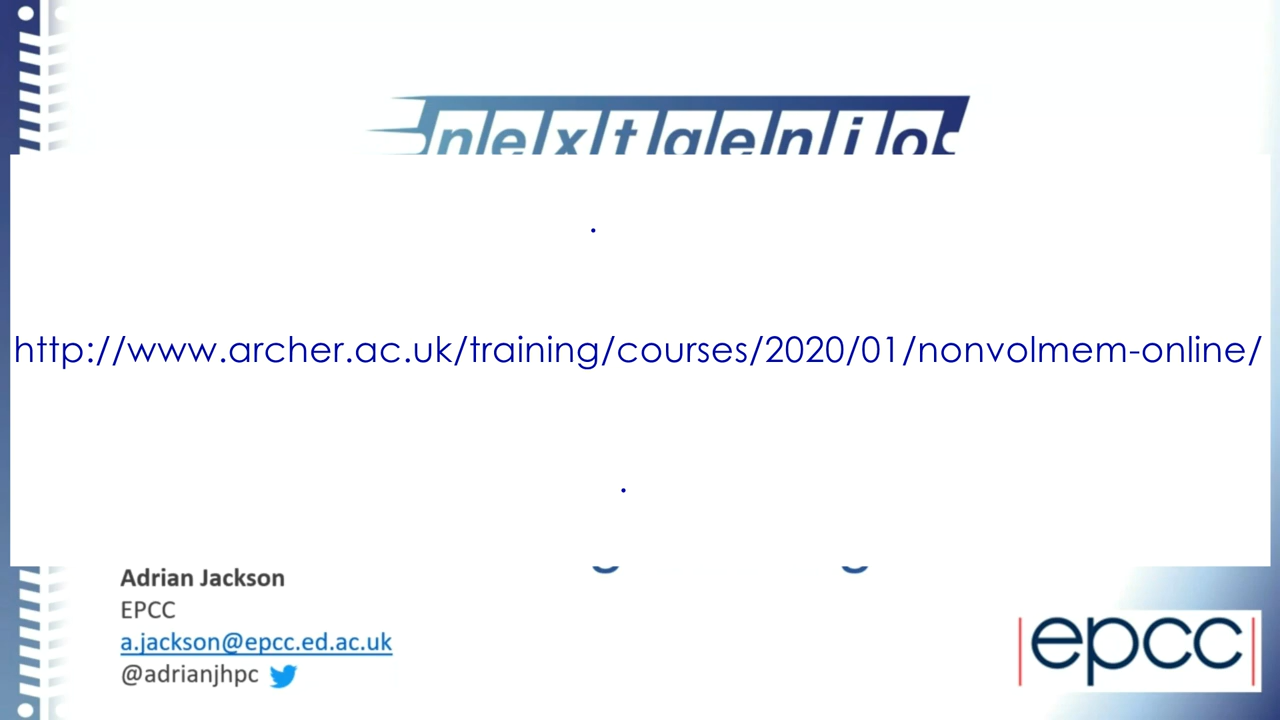 nextgenio
.
http://www.archer.ac.uk/training/courses/2020/01/nonvolmem-online/
.
Adrian Jackson
EPCC
a.jackson@epcc.ed.ac.uk
@adrianjhpc
epcc